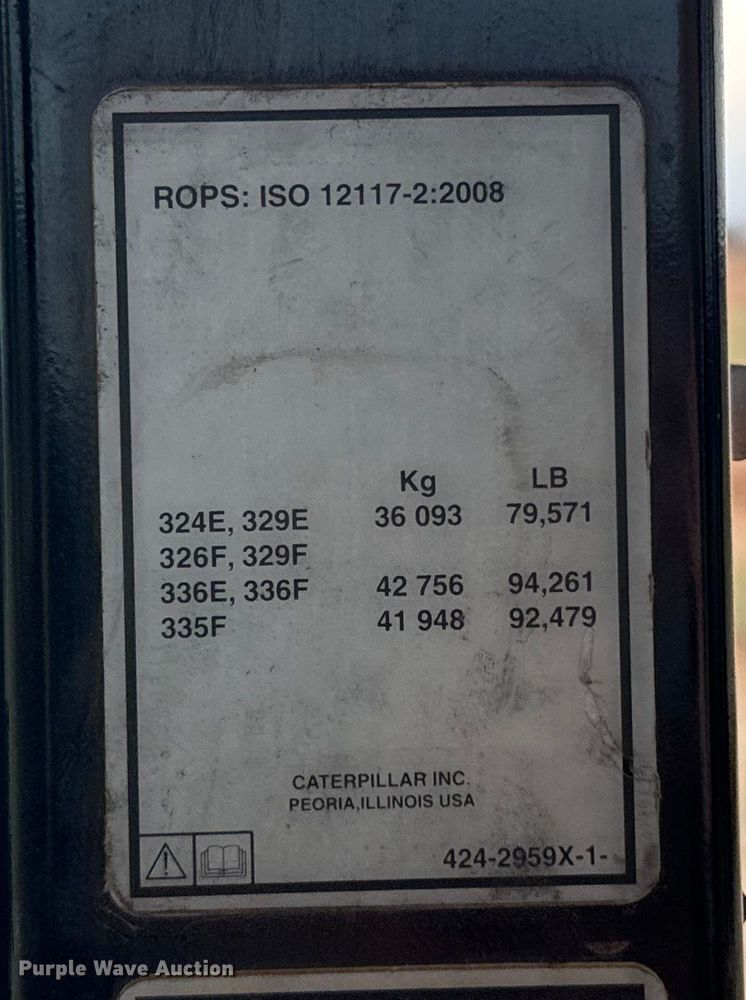 ROPS: ISO 12117-2:2008
Kg LB
324E, 329E 36 093 79,571
326F, 329F
336E, 336F 42 756 94,261
335F 41 948 92,479
CATERPILLAR INC.
PEORIA,ILLINOIS USA
424-2959X-1-
Purple Wave Auction